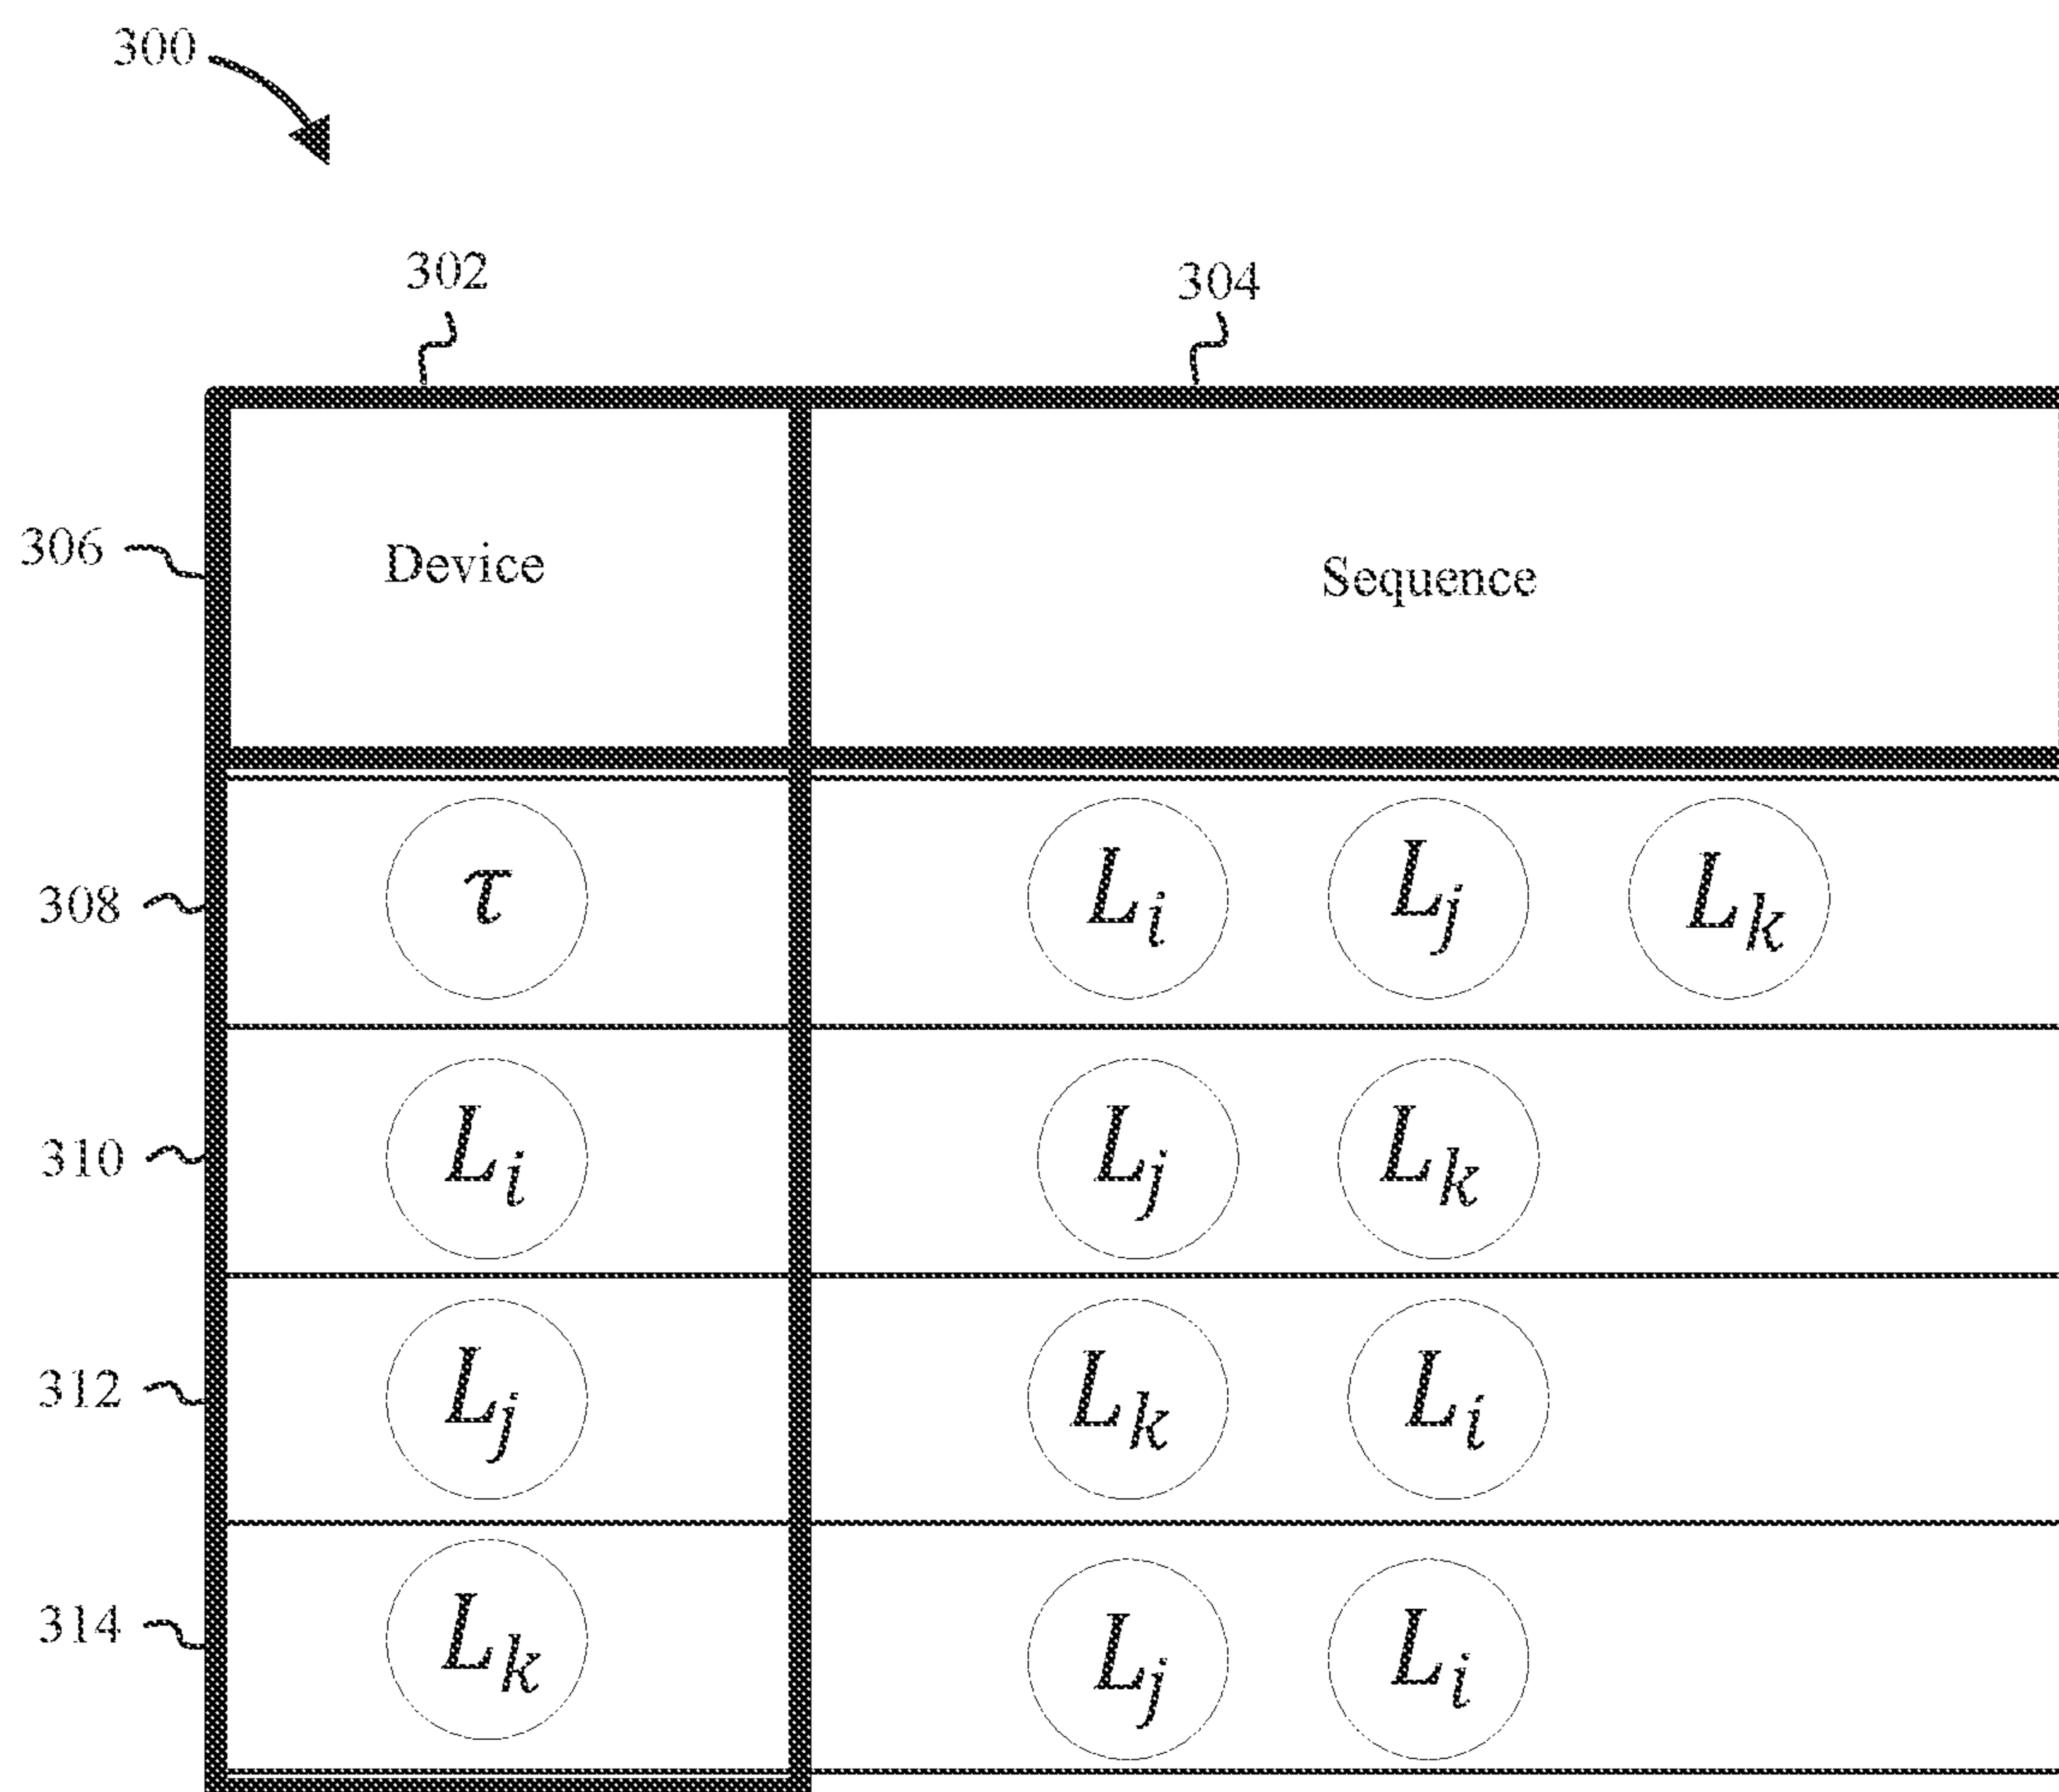 300
302 304
306 Device Sequence
308 τ L_i L_j L_k
310 L_i L_j L_k
312 L_j L_k L_i
314 L_k L_j L_i